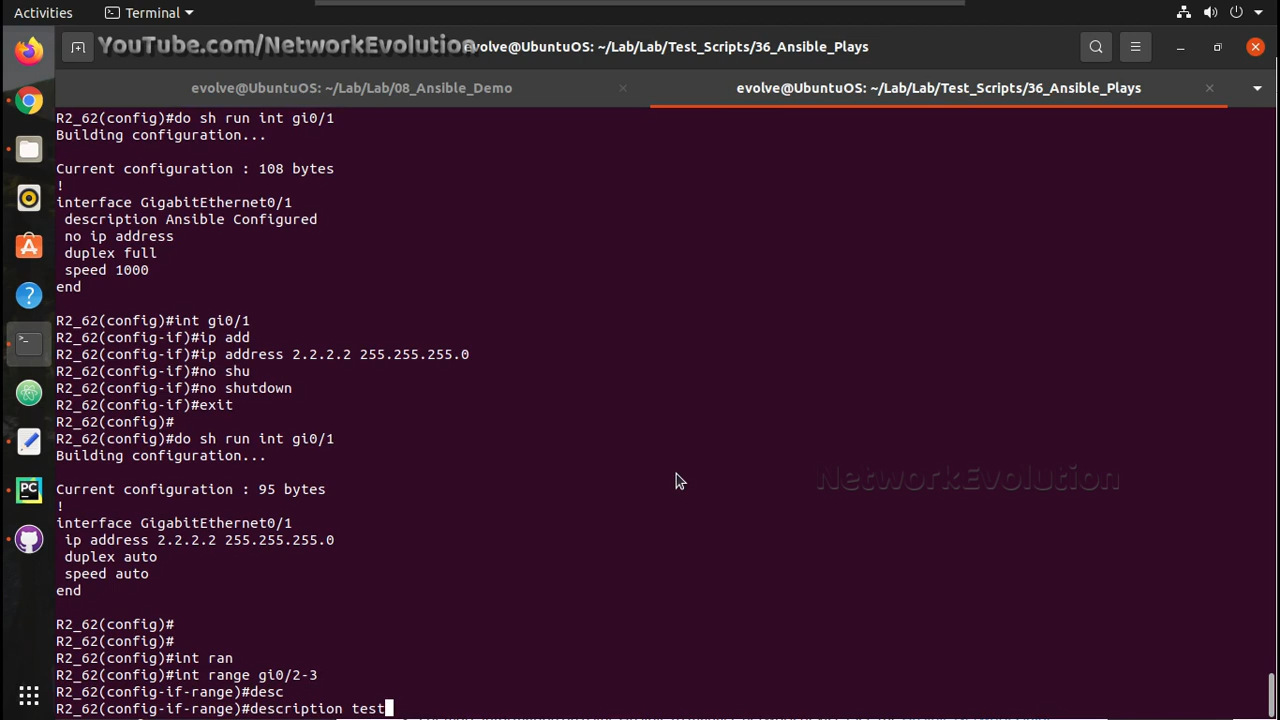 Activities
Terminal
YouTube.com/NetworkEvolution
evolve@UbuntuOS: ~/Lab/Lab/Test_Scripts/36_Ansible_Plays
evolve@UbuntuOS: ~/Lab/Lab/08_Ansible_Demo
evolve@UbuntuOS: ~/Lab/Lab/Test_Scripts/36_Ansible_Plays
R2_62(config)#do sh run int gi0/1
Building configuration...
Current configuration : 108 bytes
!
interface GigabitEthernet0/1
description Ansible Configured
no ip address
duplex full
speed 1000
end
R2_62(config)#int gi0/1
R2_62(config-if)#ip add
R2_62(config-if)#ip address 2.2.2.2 255.255.255.0
R2_62(config-if)#no shu
R2_62(config-if)#no shutdown
R2_62(config-if)#exit
R2_62(config)#
R2_62(config)#do sh run int gi0/1
Building configuration...
NetworkEvolution
Current configuration : 95 bytes
!
interface GigabitEthernet0/1
ip address 2.2.2.2 255.255.255.0
duplex auto
speed auto
end
R2_62(config)#
R2_62(config)#
R2_62(config)#int ran
R2_62(config)#int range gi0/2-3
R2_62(config-if-range)#desc
R2_62(config-if-range)#description test